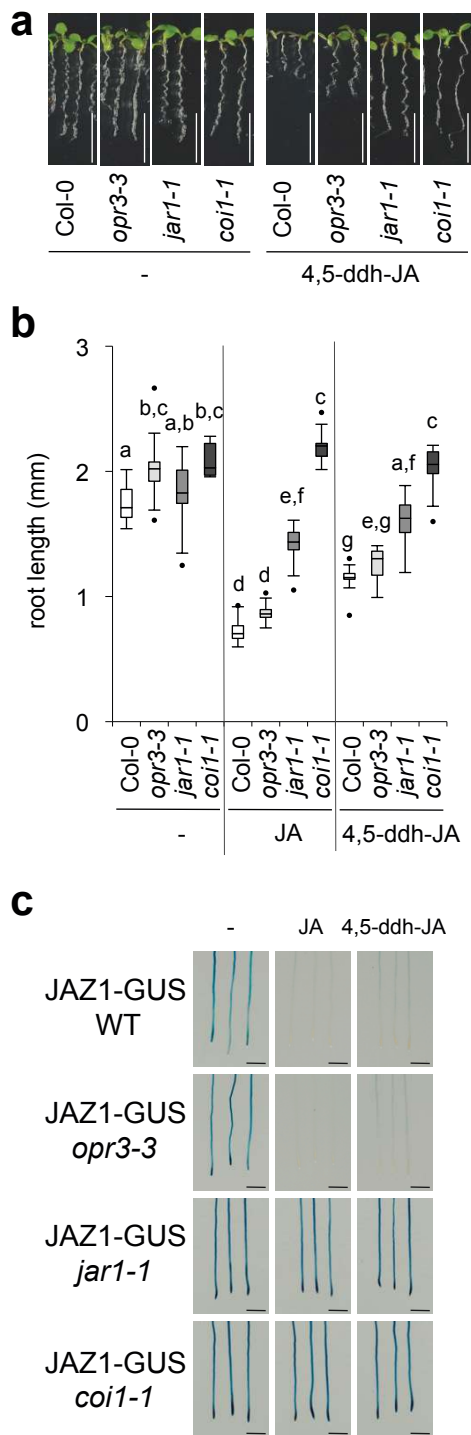 a
Col-0 opr3-3 jar1-1 coi1-1 Col-0 opr3-3 jar1-1 coi1-1
- 4,5-ddh-JA
b
root length (mm)
3
2
1
0
a b,c a,b b,c d d e,f c g e,g a,f c
Col-0 opr3-3 jar1-1 coi1-1 Col-0 opr3-3 jar1-1 coi1-1 Col-0 opr3-3 jar1-1 coi1-1
- JA 4,5-ddh-JA
c
- JA 4,5-ddh-JA
JAZ1-GUS
WT
JAZ1-GUS
opr3-3
JAZ1-GUS
jar1-1
JAZ1-GUS
coi1-1